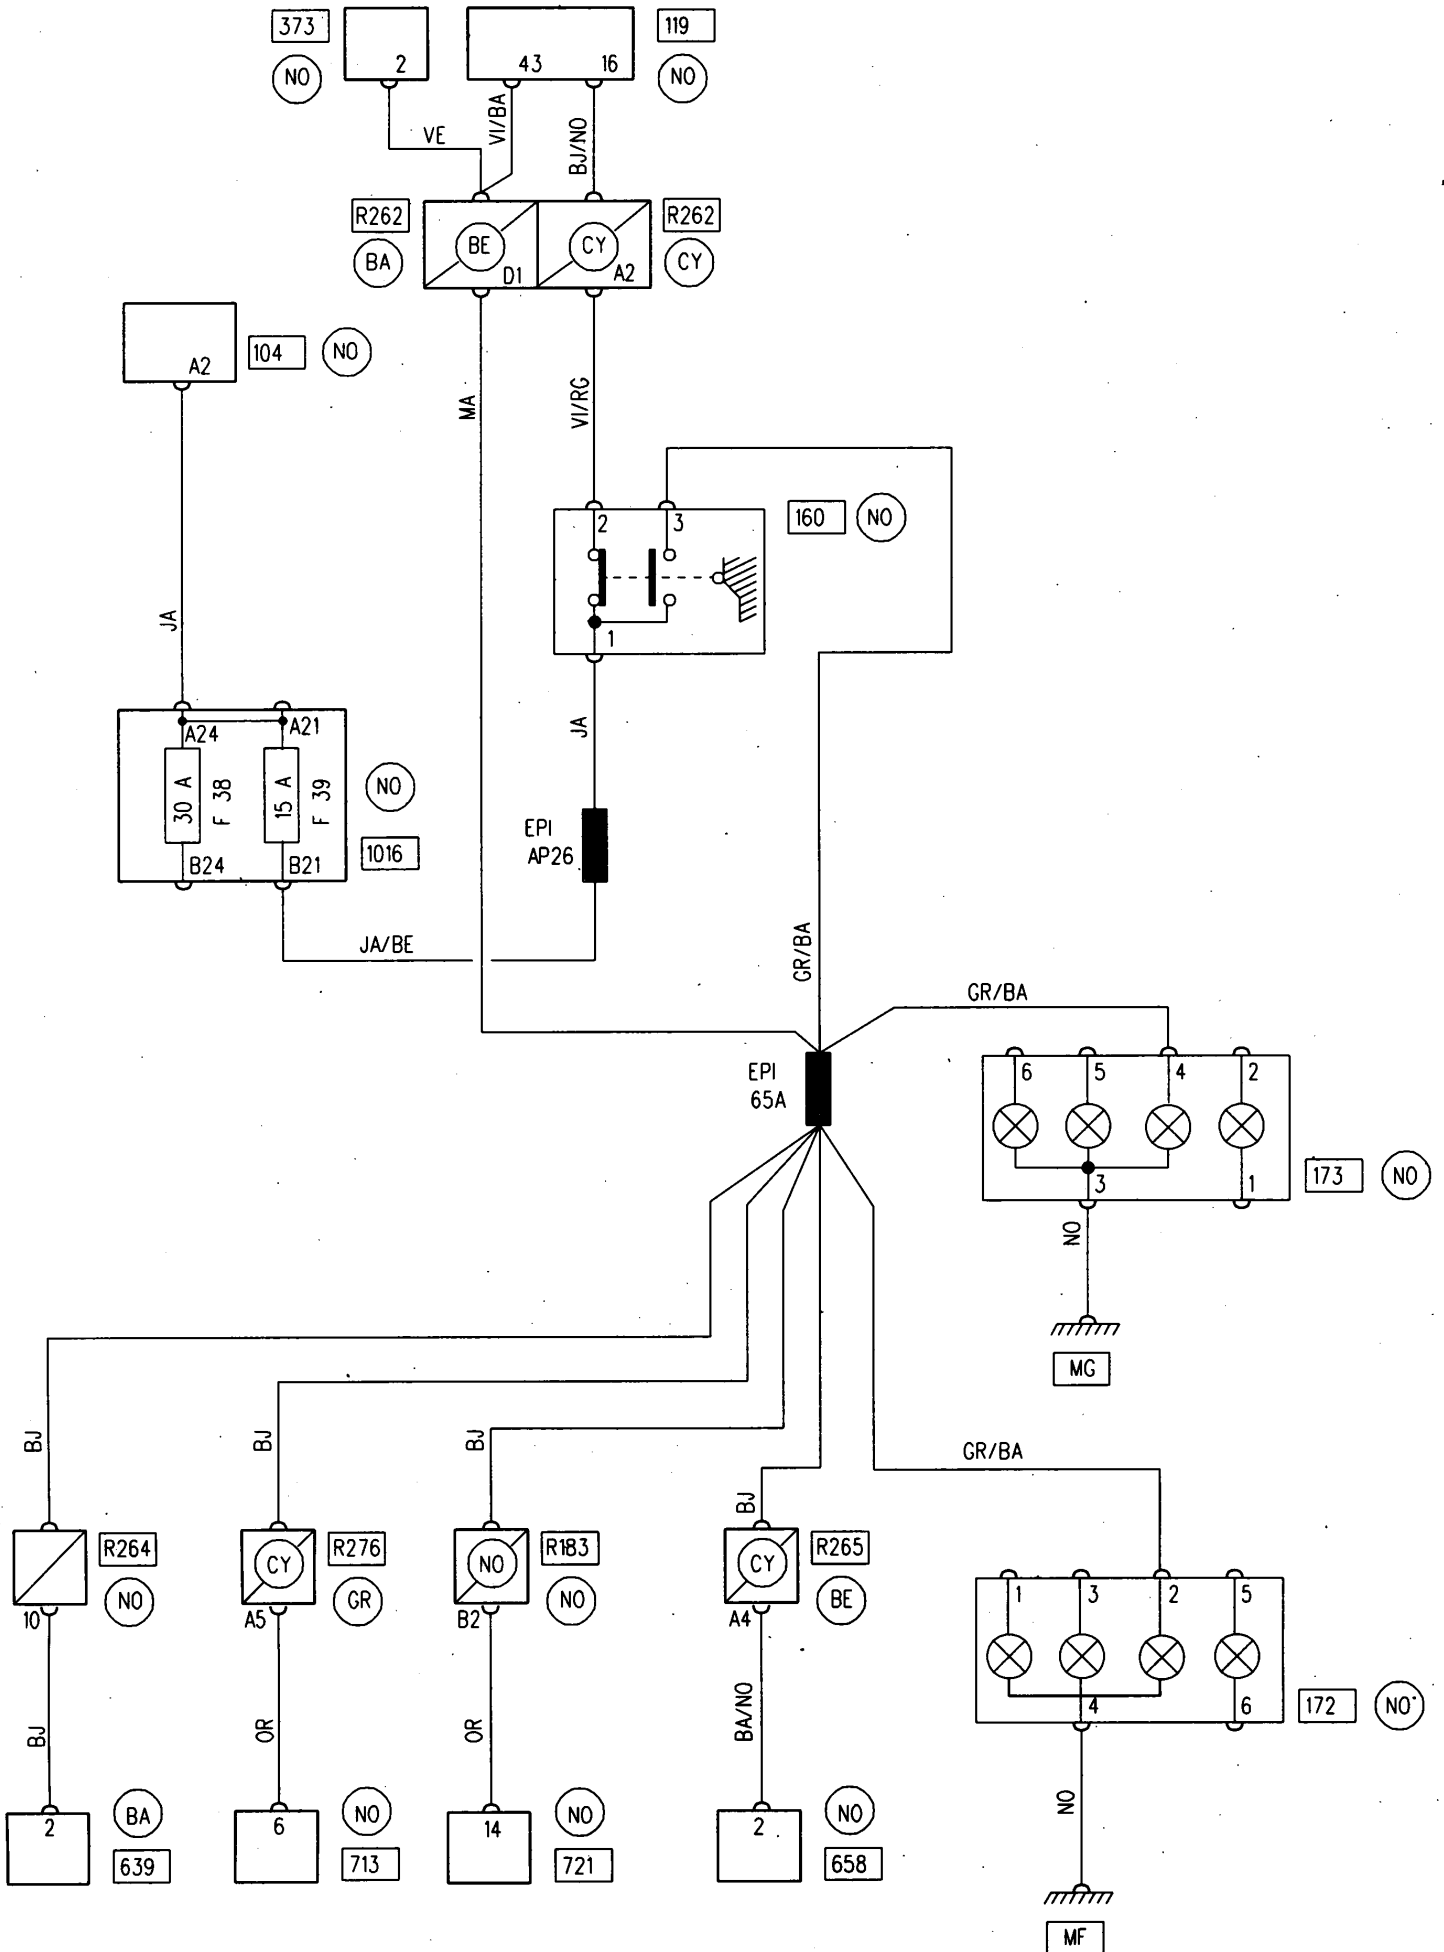 373
2
43
16
119
NO
NO
VE
VI/BA
BJ/NO
R262
BE
D1
CY
A2
R262
BA
CY
A2
104
NO
MA
VI/RG
2
3
160
NO
JA
1
JA
A24
A21
30 A
F 38
15 A
F 39
NO
B24
B21
1016
EPI
AP26
JA/BE
GR/BA
GR/BA
EPI
65A
6
5
4
2
3
1
173
NO
NO
MG
BJ
BJ
BJ
BJ
GR/BA
R264
CY
R276
NO
R183
CY
R265
10
NO
A5
GR
B2
NO
A4
BE
1
3
2
5
4
6
172
NO
BJ
OR
OR
BA/NO
NO
2
BA
639
6
NO
713
14
NO
721
2
NO
658
MF